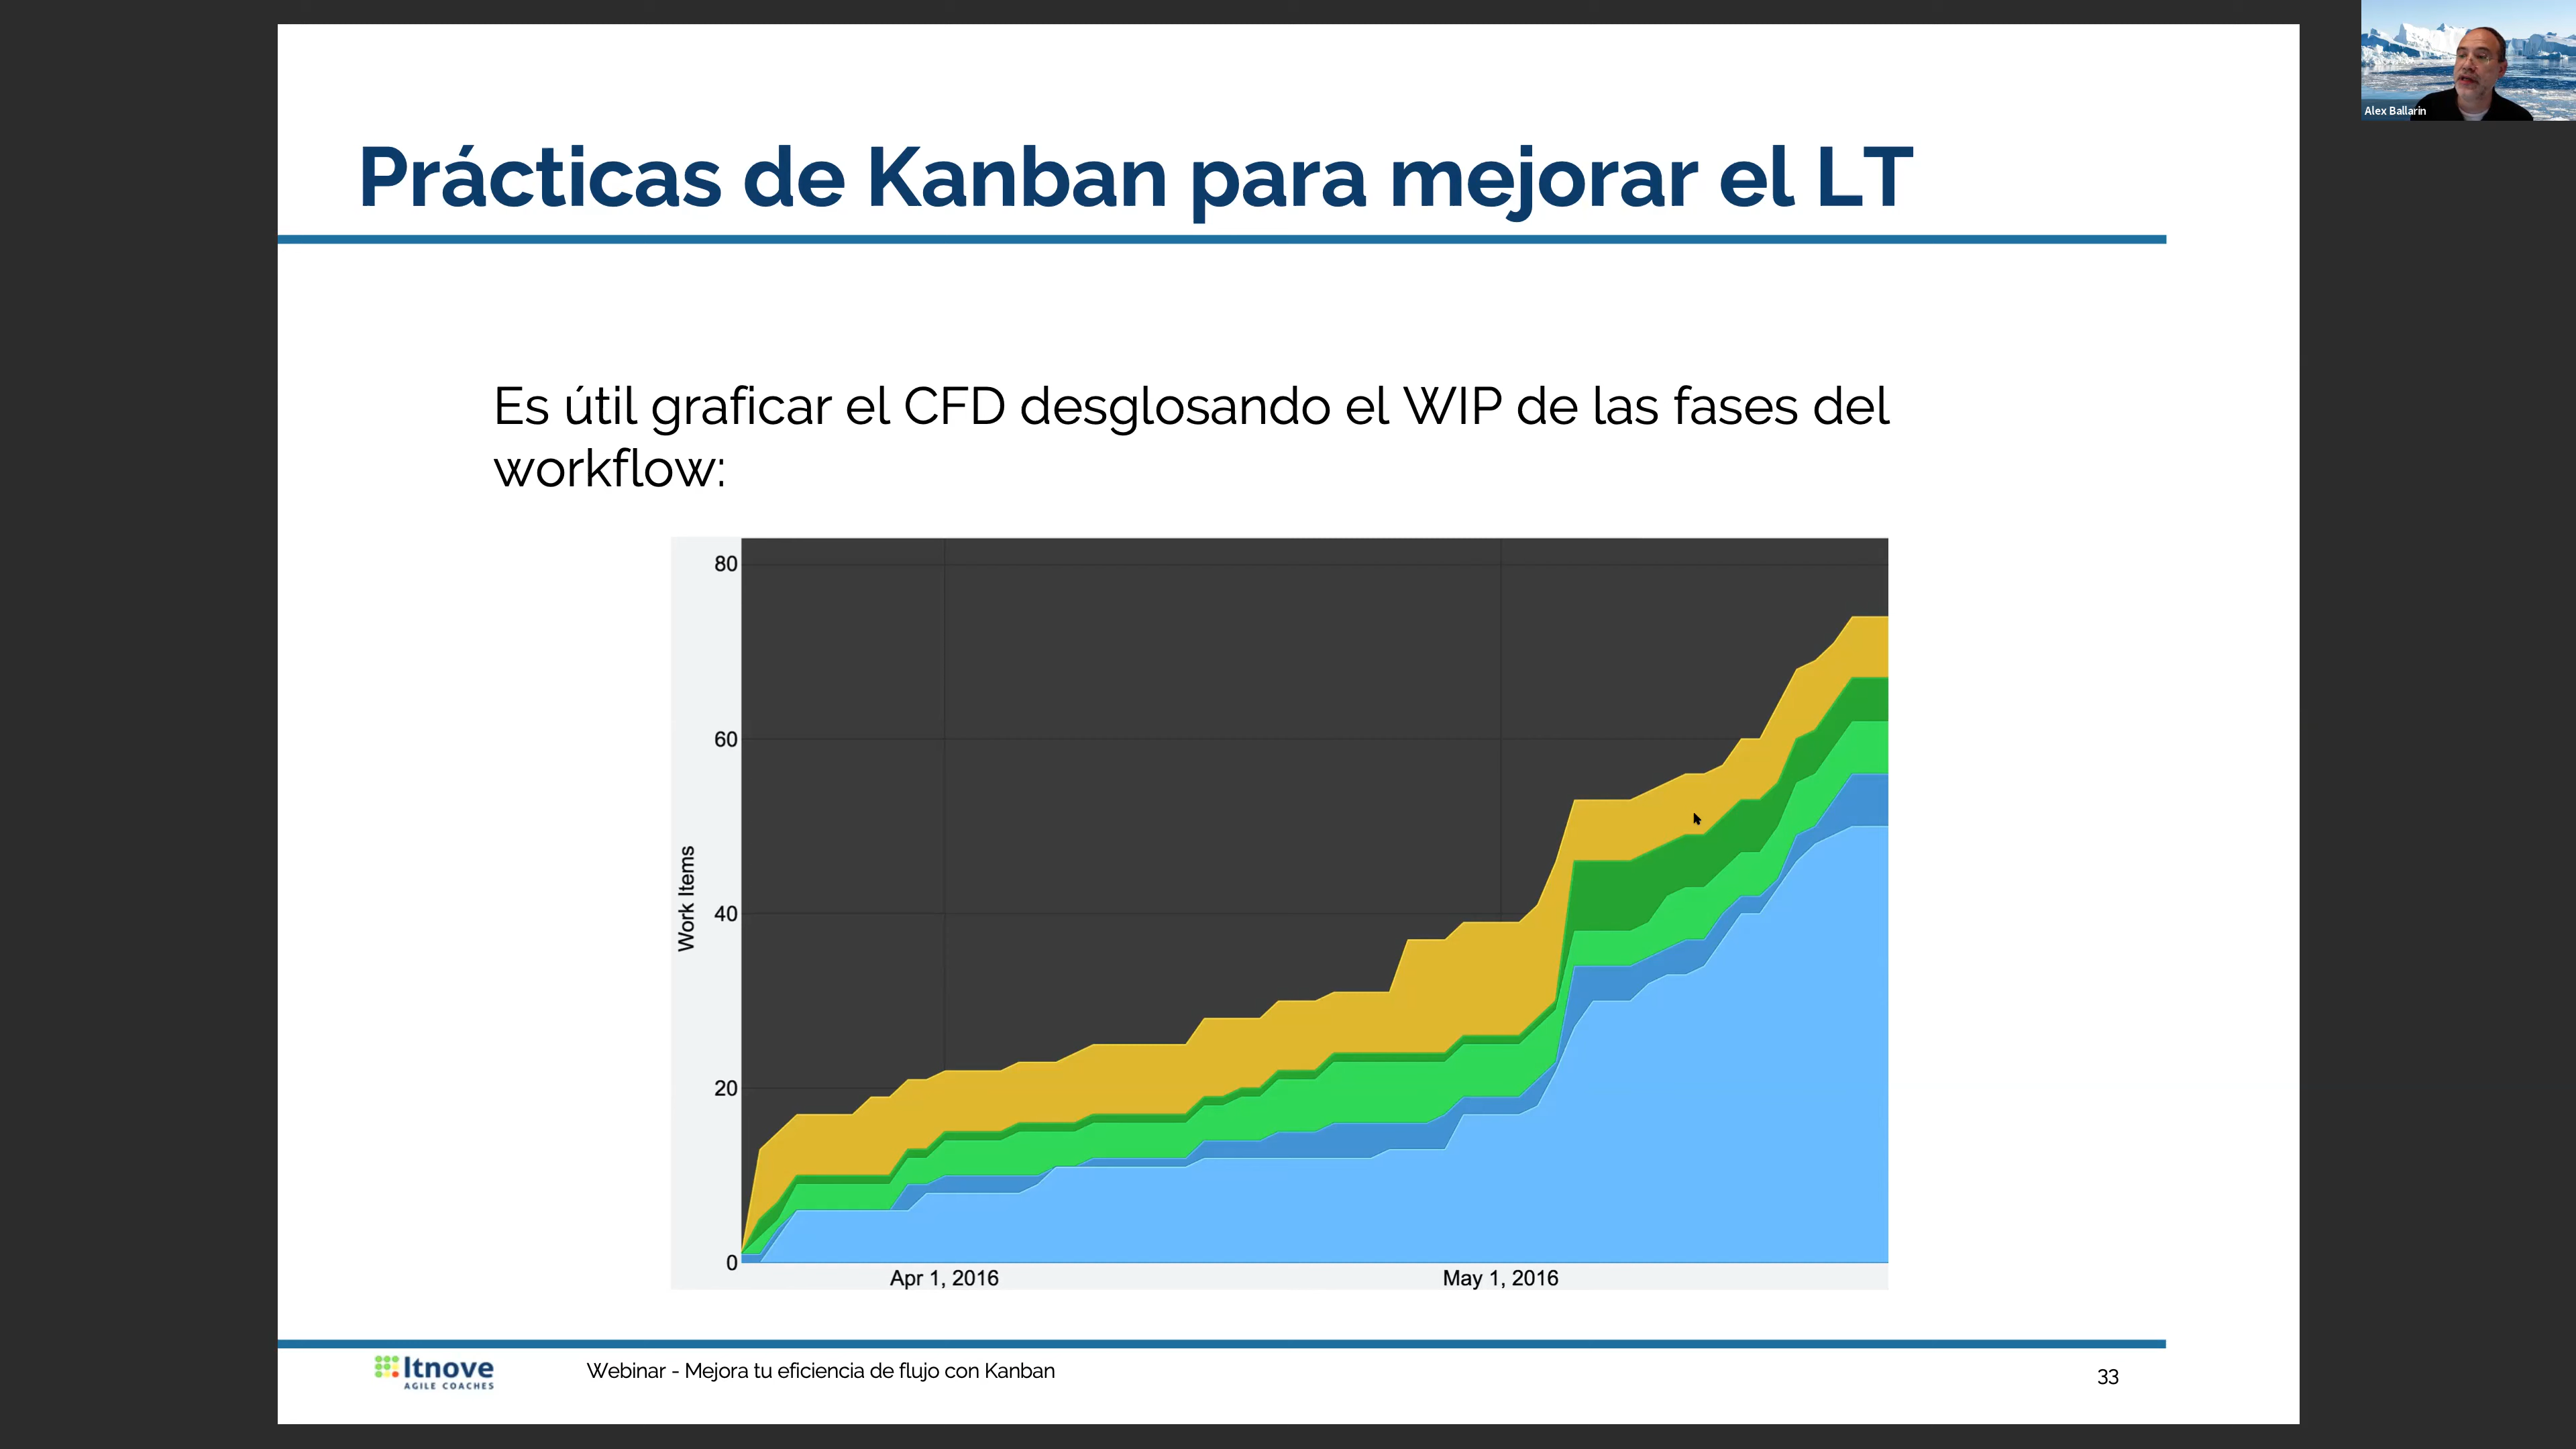 Alex Ballarin
Prácticas de Kanban para mejorar el LT
Es útil graficar el CFD desglosando el WIP de las fases del
workflow:
80
60
40
20
0
Work Items
Apr 1, 2016
May 1, 2016
Itnove
AGILE COACHES
Webinar - Mejora tu eficiencia de flujo con Kanban
33